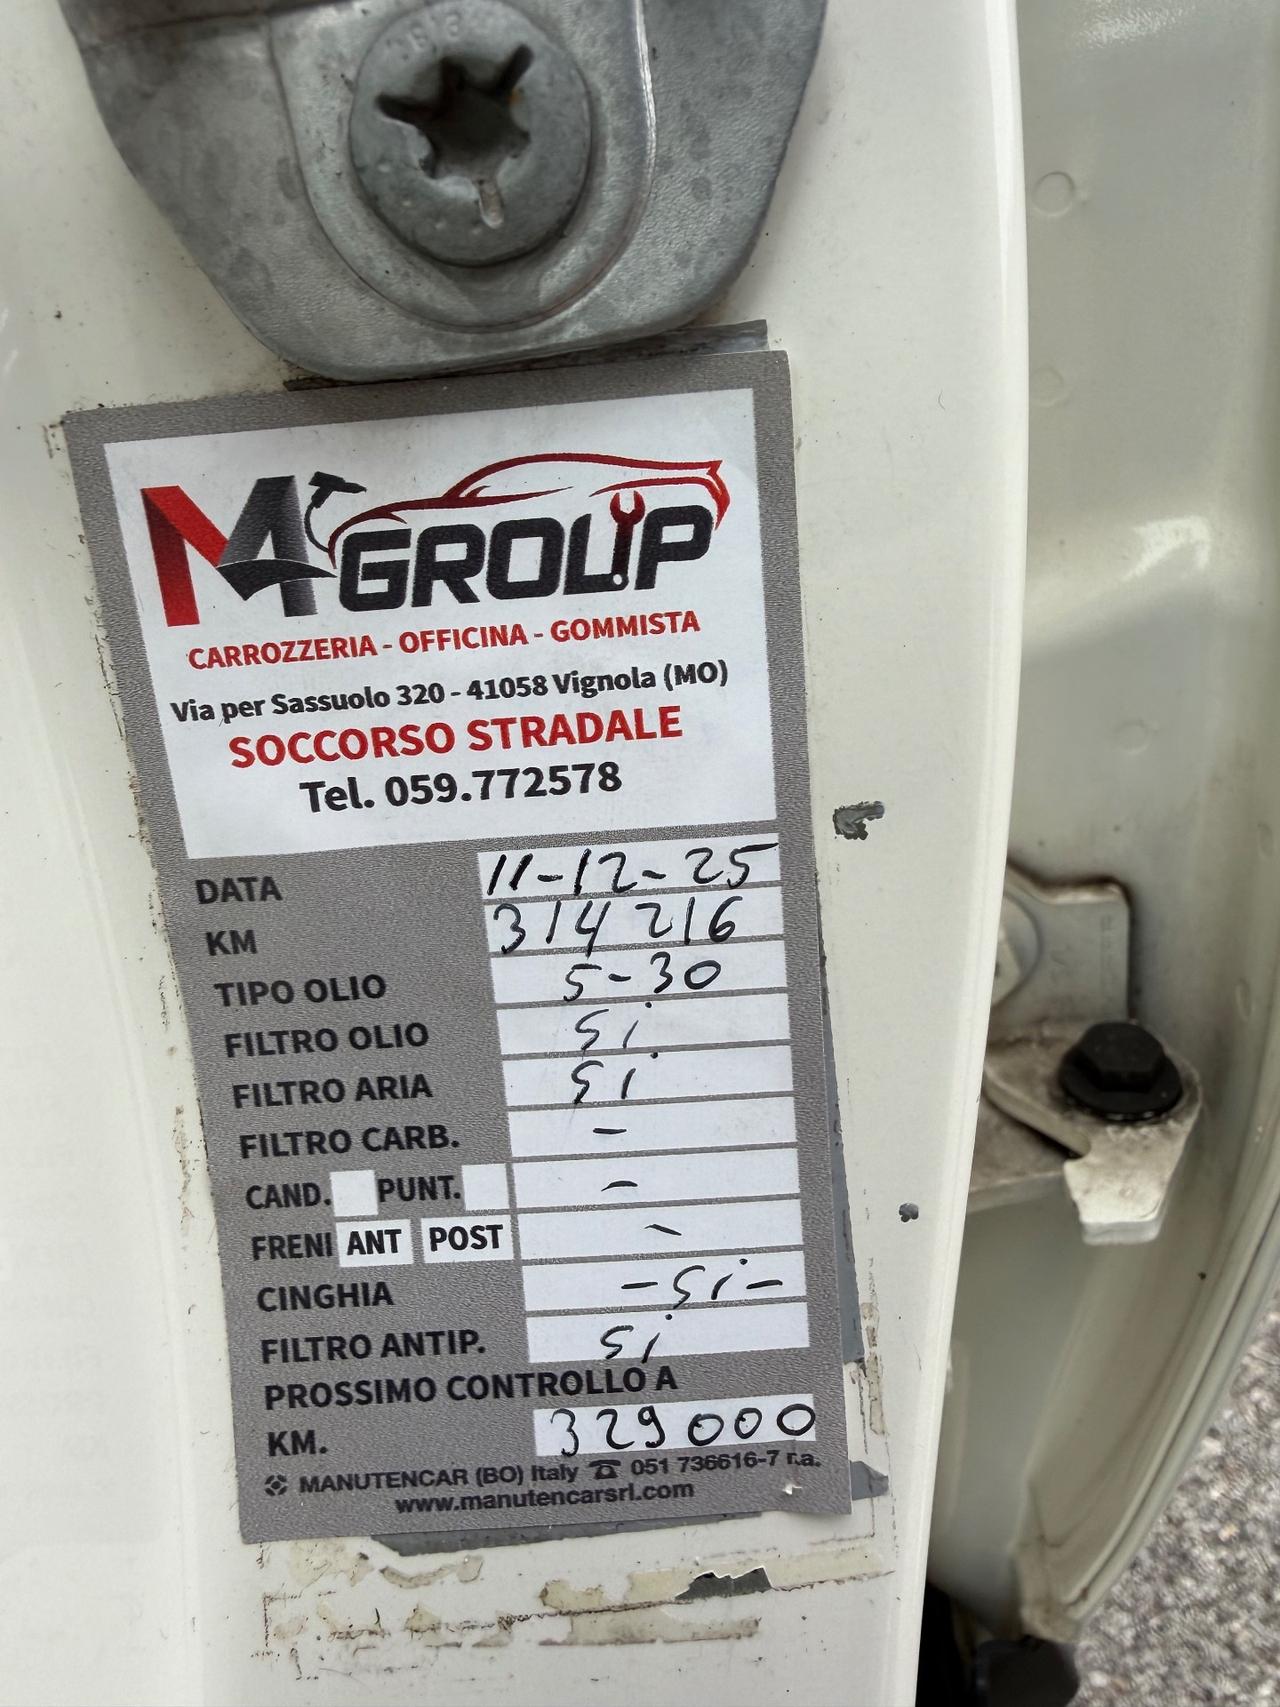 M GROUP
CARROZZERIA - OFFICINA - GOMMISTA
Via per Sassuolo 320 - 41058 Vignola (MO)
SOCCORSO STRADALE
Tel. 059.772578
DATA 11-12-25
KM 314 216
TIPO OLIO 5-30
FILTRO OLIO si
FILTRO ARIA si
FILTRO CARB. -
CAND. PUNT. -
FRENI ANT POST -
CINGHIA -si-
FILTRO ANTIP. si
PROSSIMO CONTROLLO A
KM. 329000
MANUTENCAR (BO) Italy ☎ 051 736616-7 r.a.
www.manutencarsrl.com